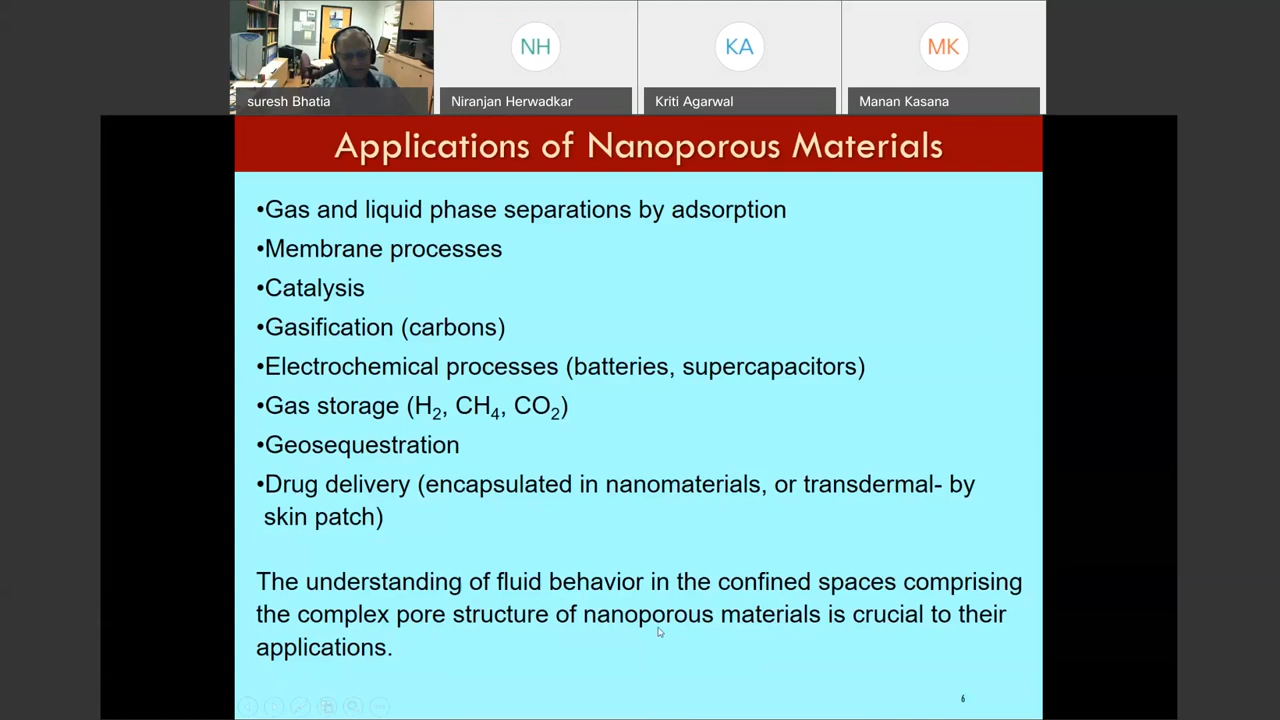 NH
KA
MK
suresh Bhatia
Niranjan Herwadkar
Kriti Agarwal
Manan Kasana
Applications of Nanoporous Materials
•Gas and liquid phase separations by adsorption
•Membrane processes
•Catalysis
•Gasification (carbons)
•Electrochemical processes (batteries, supercapacitors)
•Gas storage (H₂, CH₄, CO₂)
•Geosequestration
•Drug delivery (encapsulated in nanomaterials, or transdermal- by
skin patch)
The understanding of fluid behavior in the confined spaces comprising
the complex pore structure of nanoporous materials is crucial to their
applications.
6